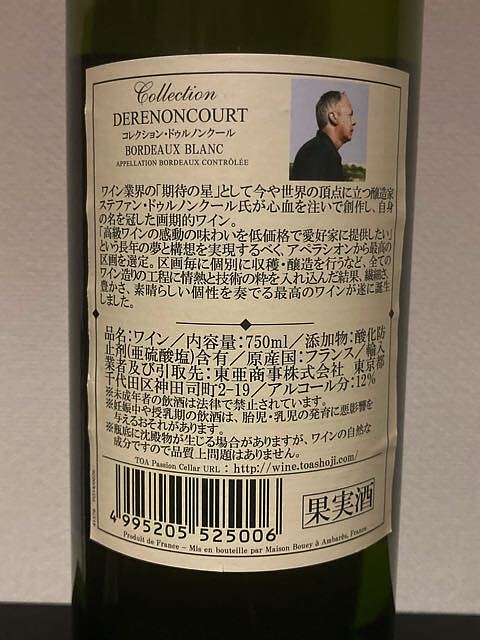 Collection
DERENONCOURT
コレクション・ドゥルノンクール
BORDEAUX BLANC
APPELLATION BORDEAUX CONTRÔLÉE
ワイン業界の「期待の星」として今や世界の頂点に立つ醸造家
ステファン・ドゥルノンクール氏が心血を注いで創作し、自身
の名を冠した画期的ワイン。
「高級ワインの感動の味わいを低価格で愛好家に提供したい」
という長年の夢と構想を実現するべく、アペラシオンから最高の
区画を選定。区画毎に個別に収穫・醸造を行うなど、全ての
ワイン造りの工程に情熱と技術の粋を入れ込んだ結果、繊細さ、
豊かさ、素晴らしい個性を奏でる最高のワインが遂に誕生
しました。
品名：ワイン／内容量：750ml／添加物：酸化防
止剤(亜硫酸塩)含有／原産国：フランス／輸入
業者及び引取先：東亜商事株式会社 東京都
千代田区神田司町2-19／アルコール分：12%
※未成年者の飲酒は法律で禁止されています。
※妊娠中や授乳期の飲酒は、胎児・乳児の発育に悪影響を
与えるおそれがあります。
※瓶底に沈殿物が生じる場合がありますが、ワインの自然な
成分ですので品質上問題はありません。
TOA Passion Cellar URL : http://wine.toashoji.com/
4 995205 525006
果実酒
Produit de France – Mis en bouteille par Maison Bouey à Ambarès, France.